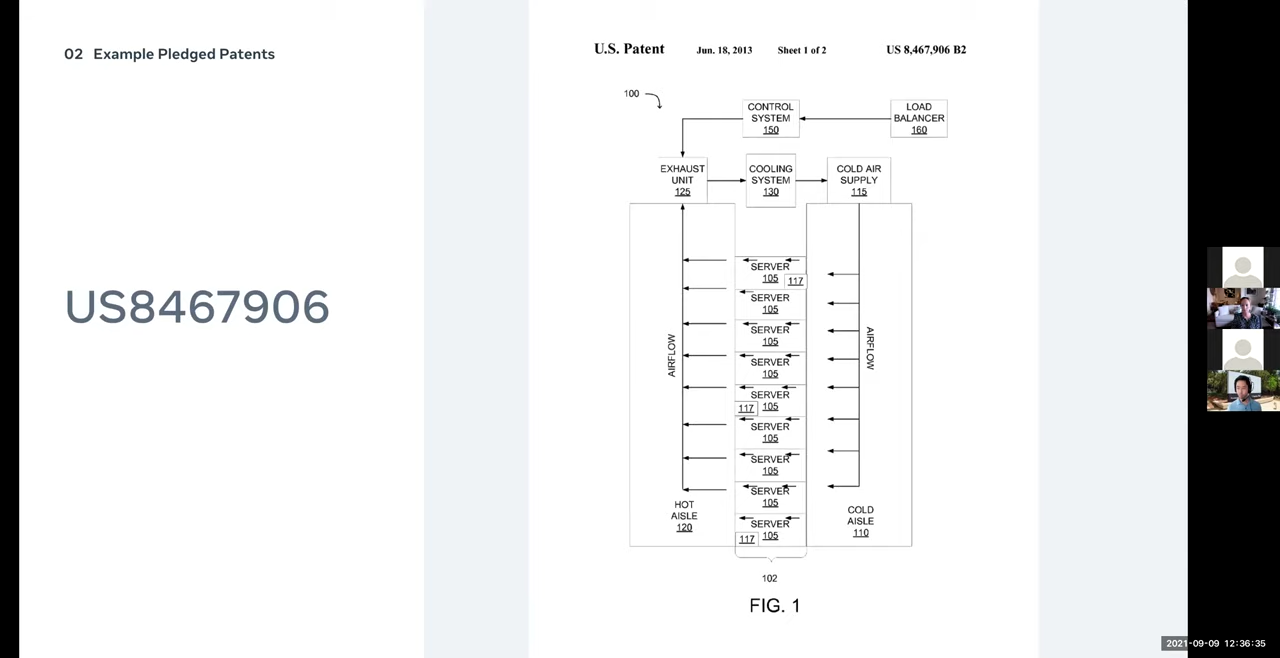 02 Example Pledged Patents
US8467906
U.S. Patent Jun. 18, 2013 Sheet 1 of 2 US 8,467,906 B2
100
CONTROL
SYSTEM
150
LOAD
BALANCER
160
EXHAUST
UNIT
125
COOLING
SYSTEM
130
COLD AIR
SUPPLY
115
SERVER
105 117
SERVER
105
SERVER
105
SERVER
105
SERVER
117 105
SERVER
105
SERVER
105
SERVER
105
SERVER
117 105
AIRFLOW
AIRFLOW
HOT
AISLE
120
COLD
AISLE
110
102
FIG. 1
2021-09-09 12:36:35